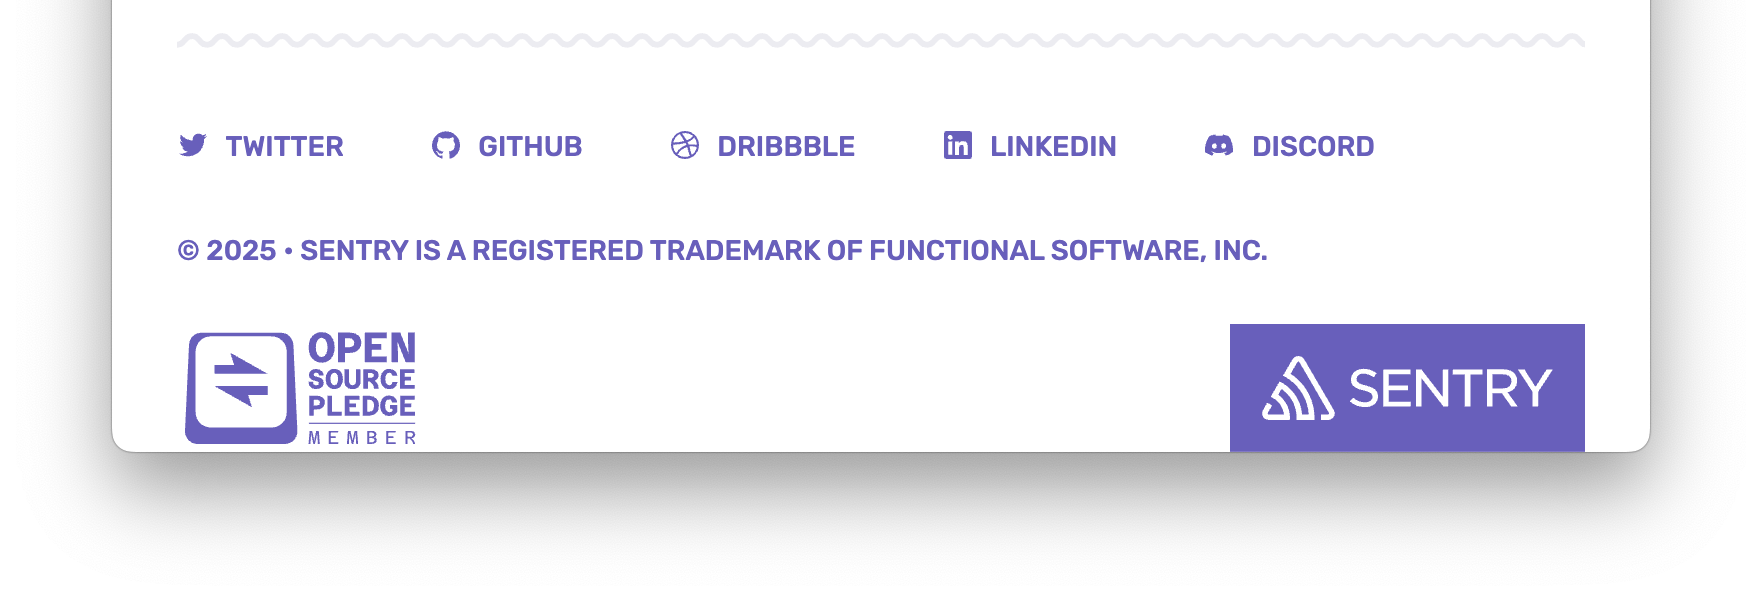 TWITTER GITHUB DRIBBBLE LINKEDIN DISCORD
© 2025 • SENTRY IS A REGISTERED TRADEMARK OF FUNCTIONAL SOFTWARE, INC.
OPEN
SOURCE
PLEDGE
MEMBER
SENTRY